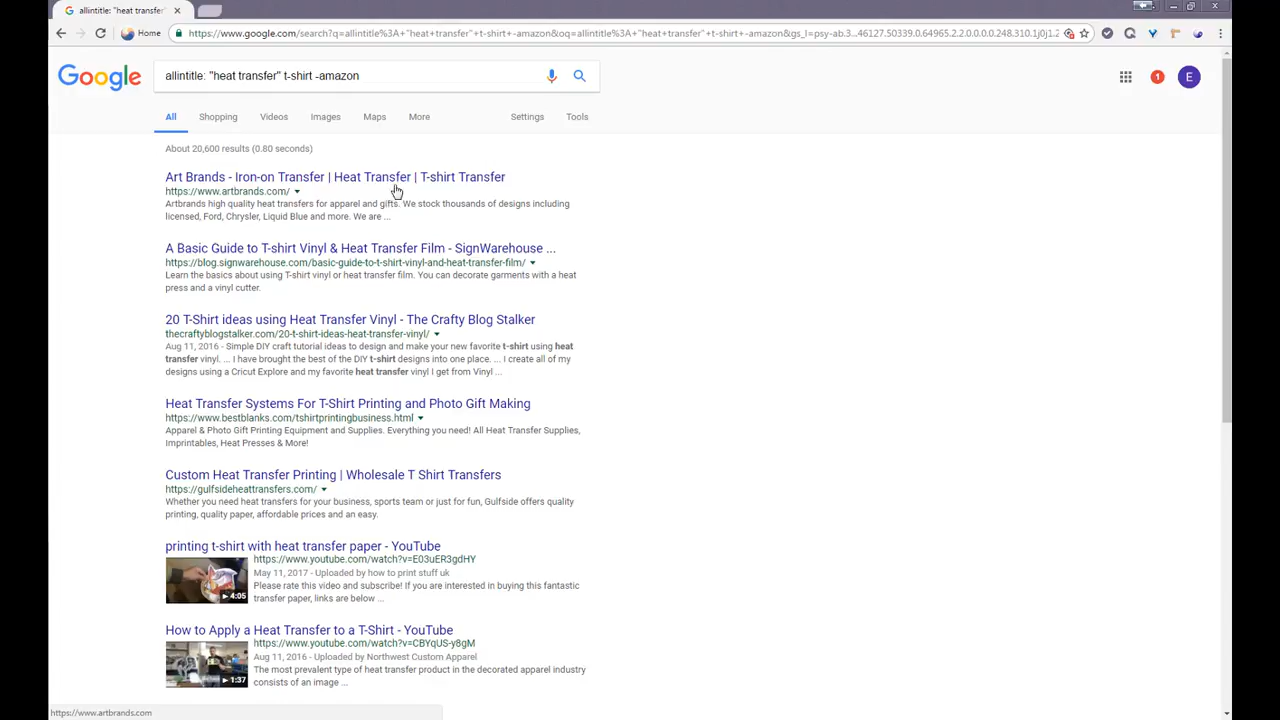 allintitle: "heat transfer
Home
https://www.google.com/search?q=allintitle%3A+"heat+transfer"+t-shirt+-amazon&oq=allintitle%3A+"heat+transfer"+t-shirt+-amazon&gs_l=psy-ab.3...46127.50339.0.64965.2.2.0.0.0.0.248.310.0j1j0j1.
Google
allintitle: "heat transfer" t-shirt -amazon
1
E
All Shopping Videos Images Maps More Settings Tools
About 20,600 results (0.80 seconds)
Art Brands - Iron-on Transfer | Heat Transfer | T-shirt Transfer
https://www.artbrands.com/
Artbrands high quality heat transfers for apparel and gifts. We stock thousands of designs including
licensed, Ford, Chrysler, Liquid Blue and more. We are ...
A Basic Guide to T-shirt Vinyl & Heat Transfer Film - SignWarehouse ...
https://blog.signwarehouse.com/basic-guide-to-t-shirt-vinyl-and-heat-transfer-film/
Learn the basics about using T-shirt vinyl or heat transfer film. You can decorate garments with a heat
press and a vinyl cutter.
20 T-Shirt ideas using Heat Transfer Vinyl - The Crafty Blog Stalker
thecraftyblogstalker.com/20-t-shirt-ideas-heat-transfer-vinyl/
Aug 11, 2016 - Simple DIY craft tutorial ideas to design and make your new favorite t-shirt using heat
transfer vinyl. ... I have brought the best of the DIY t-shirt designs into one place. ... I create all of my
designs using a Cricut Explore and my favorite heat transfer vinyl I get from Vinyl ...
Heat Transfer Systems For T-Shirt Printing and Photo Gift Making
https://www.bestblanks.com/tshirtprintingbusiness.html
Apparel & Photo Gift Printing Equipment and Supplies. Everything you need! All Heat Transfer Supplies,
Imprintables, Heat Presses & More!
Custom Heat Transfer Printing | Wholesale T Shirt Transfers
https://gulfsideheattransfers.com/
Whether you need heat transfers for your business, sports team or just for fun, Gulfside offers quality
printing, quality paper, affordable prices and an easy.
printing t-shirt with heat transfer paper - YouTube
https://www.youtube.com/watch?v=E03uER3gdHY
May 11, 2017 - Uploaded by how to print stuff uk
Please rate this video and subscribe! If you are interested in buying this fantastic
transfer paper, links are below ...
4:05
How to Apply a Heat Transfer to a T-Shirt - YouTube
https://www.youtube.com/watch?v=CBYqUS-y8gM
Aug 11, 2016 - Uploaded by Northwest Custom Apparel
The most prevalent type of heat transfer product in the decorated apparel industry
consists of an image ...
1:37
https://www.artbrands.com